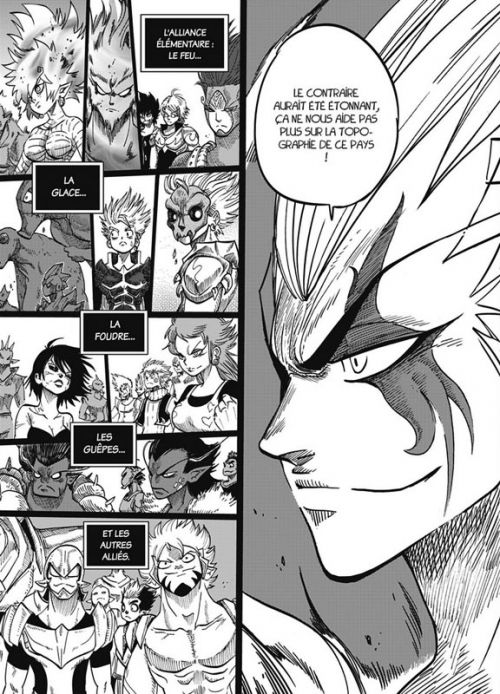 L'ALLIANCE
ÉLÉMENTAIRE :
LE FEU...
LA
GLACE...
LA
FOUDRE...
LES
GUÊPES...
ET LES
AUTRES
ALLIÉS.
LE CONTRAIRE
AURAIT ÉTÉ ÉTONNANT,
ÇA NE NOUS AIDE PAS
PLUS SUR LA TOPO-
GRAPHIE DE CE PAYS
!